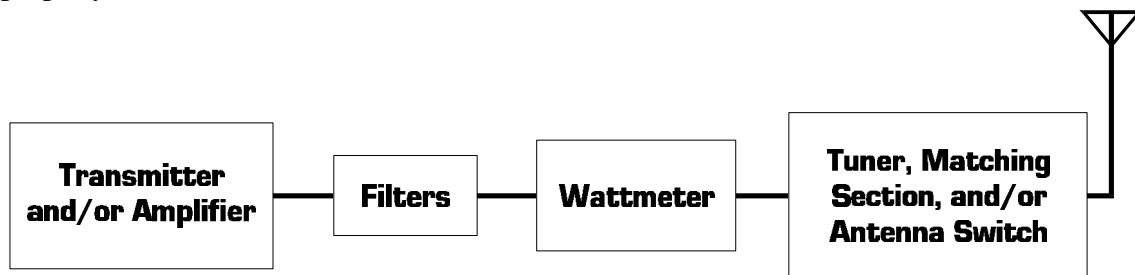 Transmitter
and/or Amplifier
Filters
Wattmeter
Tuner, Matching
Section, and/or
Antenna Switch